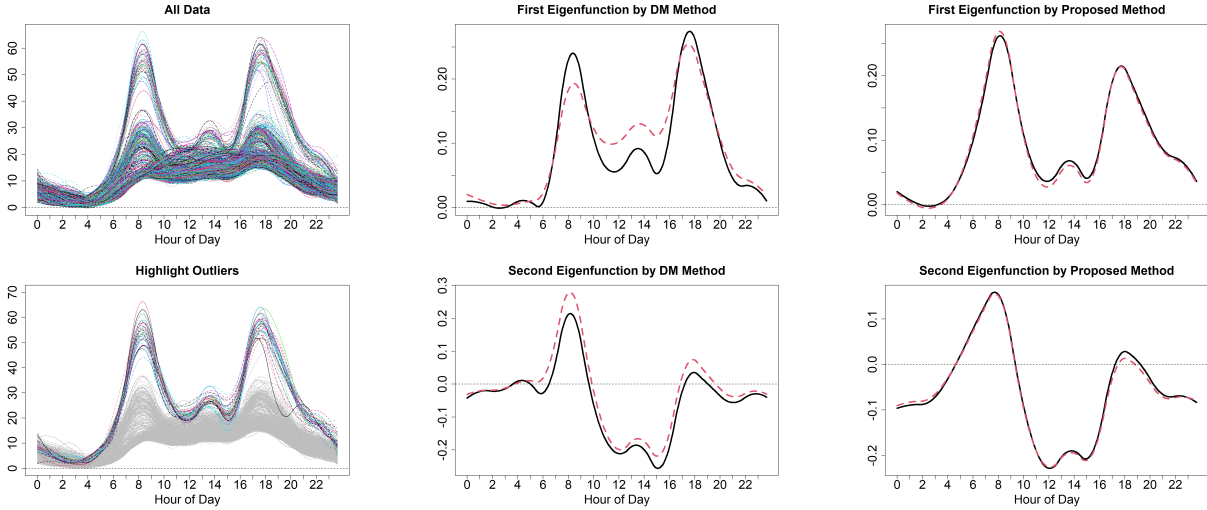 All Data
60
50
40
30
20
10
0
0 2 4 6 8 10 12 14 16 18 20 22
Hour of Day
First Eigenfunction by DM Method
0.20
0.10
0.00
0 2 4 6 8 10 12 14 16 18 20 22
Hour of Day
First Eigenfunction by Proposed Method
0.20
0.10
0.00
0 2 4 6 8 10 12 14 16 18 20 22
Hour of Day
Highlight Outliers
70
60
50
40
30
20
10
0
0 2 4 6 8 10 12 14 16 18 20 22
Hour of Day
Second Eigenfunction by DM Method
0.3
0.2
0.1
0.0
-0.2
0 2 4 6 8 10 12 14 16 18 20 22
Hour of Day
Second Eigenfunction by Proposed Method
0.1
0.0
-0.1
-0.2
0 2 4 6 8 10 12 14 16 18 20 22
Hour of Day